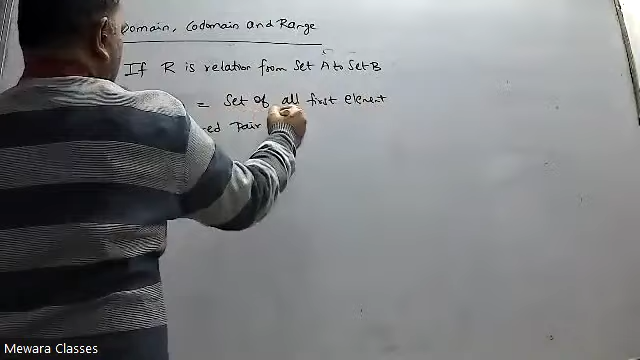 Domain, Codomain and Range
If R is relation from Set A to Set B
= Set of all first element
red Pair
Mewara Classes